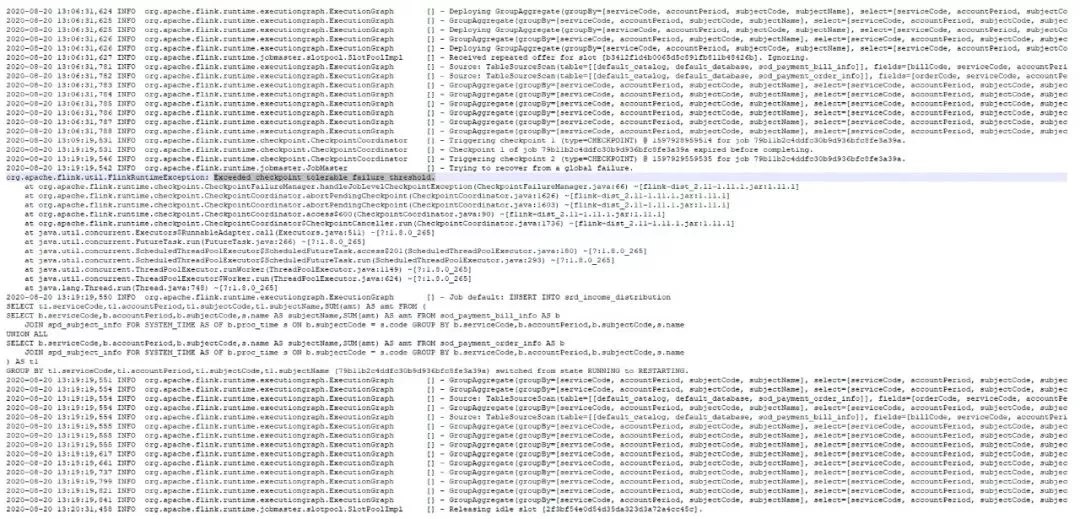 2020-08-20 13:06:31,624 INFO org.apache.flink.runtime.executiongraph.ExecutionGraph [] - Deploying GroupAggregate(groupBy=[serviceCode, accountPeriod, subjectCode, subjectName], select=[serviceCode, accountPeriod, subjectCo
2020-08-20 13:06:31,625 INFO org.apache.flink.runtime.executiongraph.ExecutionGraph [] - Deploying GroupAggregate(groupBy=[serviceCode, accountPeriod, subjectCode, subjectName], select=[serviceCode, accountPeriod, subjectCo
2020-08-20 13:06:31,625 INFO org.apache.flink.runtime.executiongraph.ExecutionGraph [] - Deploying GroupAggregate(groupBy=[serviceCode, accountPeriod, subjectCode, subjectName], select=[serviceCode, accountPeriod, subjectCo
2020-08-20 13:06:31,626 INFO org.apache.flink.runtime.executiongraph.ExecutionGraph [] - Deploying GroupAggregate(groupBy=[serviceCode, accountPeriod, subjectCode, subjectName], select=[serviceCode, accountPeriod, subjectCo
2020-08-20 13:06:31,626 INFO org.apache.flink.runtime.executiongraph.ExecutionGraph [] - Deploying GroupAggregate(groupBy=[serviceCode, accountPeriod, subjectCode, subjectName], select=[serviceCode, accountPeriod, subjectCo
2020-08-20 13:06:31,627 INFO org.apache.flink.runtime.jobmaster.slotpool.SlotPoolImpl [] - Received repeated offer for slot Ignoring.
2020-08-20 13:06:31,781 INFO org.apache.flink.runtime.executiongraph.ExecutionGraph [] - Source: TableSourceScan(table=[[default_catalog, default_database, sod_payment_bill_info]], fields=[billCode, serviceCode, accountPeri
2020-08-20 13:06:31,782 INFO org.apache.flink.runtime.executiongraph.ExecutionGraph [] - Source: TableSourceScan(table=[[default_catalog, default_database, sod_payment_order_info]], fields=[orderCode, serviceCode, accountPe
2020-08-20 13:06:31,783 INFO org.apache.flink.runtime.executiongraph.ExecutionGraph [] - GroupAggregate(groupBy=[serviceCode, accountPeriod, subjectCode, subjectName], select=[serviceCode, accountPeriod, subjectCode, subjec
2020-08-20 13:06:31,784 INFO org.apache.flink.runtime.executiongraph.ExecutionGraph [] - GroupAggregate(groupBy=[serviceCode, accountPeriod, subjectCode, subjectName], select=[serviceCode, accountPeriod, subjectCode, subjec
2020-08-20 13:06:31,785 INFO org.apache.flink.runtime.executiongraph.ExecutionGraph [] - GroupAggregate(groupBy=[serviceCode, accountPeriod, subjectCode, subjectName], select=[serviceCode, accountPeriod, subjectCode, subjec
2020-08-20 13:06:31,786 INFO org.apache.flink.runtime.executiongraph.ExecutionGraph [] - GroupAggregate(groupBy=[serviceCode, accountPeriod, subjectCode, subjectName], select=[serviceCode, accountPeriod, subjectCode, subjec
2020-08-20 13:06:31,787 INFO org.apache.flink.runtime.executiongraph.ExecutionGraph [] - GroupAggregate(groupBy=[serviceCode, accountPeriod, subjectCode, subjectName], select=[serviceCode, accountPeriod, subjectCode, subjec
2020-08-20 13:06:31,788 INFO org.apache.flink.runtime.executiongraph.ExecutionGraph [] - GroupAggregate(groupBy=[serviceCode, accountPeriod, subjectCode, subjectName], select=[serviceCode, accountPeriod, subjectCode, subjec
2020-08-20 13:09:19,531 INFO org.apache.flink.runtime.checkpoint.CheckpointCoordinator [] - Triggering checkpoint 1 (type=CHECKPOINT) @ 1597928959514 for job 79b11b2c4ddfc30b9d936bfc8fe3a39a.
2020-08-20 13:19:19,533 INFO org.apache.flink.runtime.checkpoint.CheckpointCoordinator [] - Checkpoint 1 of job 79b11b2c4ddfc30b9d936bfc8fe3a39a expired before completing.
2020-08-20 13:19:19,546 INFO org.apache.flink.runtime.checkpoint.CheckpointCoordinator [] - Triggering checkpoint 2 (type=CHECKPOINT) @ 1597929559535 for job 79b11b2c4ddfc30b9d936bfc8fe3a39a.
2020-08-20 13:19:19,542 INFO org.apache.flink.runtime.jobmaster.JobMaster [] - Trying to recover from a global failure.
org.apache.flink.util.FlinkRuntimeException: Exceeded checkpoint tolerable failure threshold.
at org.apache.flink.runtime.checkpoint.CheckpointFailureManager.handleJobLevelCheckpointException(CheckpointFailureManager.java:66) ~[flink-dist_2.11-1.11.1.jar:1.11.1]
at org.apache.flink.runtime.checkpoint.CheckpointCoordinator.abortPendingCheckpoint(CheckpointCoordinator.java:1626) ~[flink-dist_2.11-1.11.1.jar:1.11.1]
at org.apache.flink.runtime.checkpoint.CheckpointCoordinator.abortPendingCheckpoint(CheckpointCoordinator.java:1603) ~[flink-dist_2.11-1.11.1.jar:1.11.1]
at org.apache.flink.runtime.checkpoint.CheckpointCoordinator.access$600(CheckpointCoordinator.java:90) ~[flink-dist_2.11-1.11.1.jar:1.11.1]
at org.apache.flink.runtime.checkpoint.CheckpointCoordinator$CheckpointCanceller.run(CheckpointCoordinator.java:1736) ~[flink-dist_2.11-1.11.1.jar:1.11.1]
at java.util.concurrent.Executors$RunnableAdapter.call(Executors.java:511) ~[?:1.8.0_265]
at java.util.concurrent.FutureTask.run(FutureTask.java:266) ~[?:1.8.0_265]
at java.util.concurrent.ScheduledThreadPoolExecutor$ScheduledFutureTask.access$201(ScheduledThreadPoolExecutor.java:180) ~[?:1.8.0_265]
at java.util.concurrent.ScheduledThreadPoolExecutor$ScheduledFutureTask.run(ScheduledThreadPoolExecutor.java:293) ~[?:1.8.0_265]
at java.util.concurrent.ThreadPoolExecutor.runWorker(ThreadPoolExecutor.java:1149) ~[?:1.8.0_265]
at java.util.concurrent.ThreadPoolExecutor$Worker.run(ThreadPoolExecutor.java:624) ~[?:1.8.0_265]
at java.lang.Thread.run(Thread.java:748) ~[?:1.8.0_265]
2020-08-20 13:19:19,550 INFO org.apache.flink.runtime.executiongraph.ExecutionGraph [] - Job default: INSERT INTO srd_income_distribution
SELECT t1.serviceCode,t1.accountPeriod,t1.subjectCode,t1.subjectName,SUM(amt) AS amt FROM (
SELECT b.serviceCode,b.accountPeriod,b.subjectCode,s.name AS subjectName,SUM(amt) AS amt FROM sod_payment_bill_info AS b
JOIN spd_subject_info FOR SYSTEM_TIME AS OF b.proc_time s ON b.subjectCode = s.code GROUP BY b.serviceCode,b.accountPeriod,b.subjectCode,s.name
UNION ALL
SELECT b.serviceCode,b.accountPeriod,b.subjectCode,s.name AS subjectName,SUM(amt) AS amt FROM sod_payment_order_info AS b
JOIN spd_subject_info FOR SYSTEM_TIME AS OF b.proc_time s ON b.subjectCode = s.code GROUP BY b.serviceCode,b.accountPeriod,b.subjectCode,s.name
) AS t1
GROUP BY t1.serviceCode,t1.accountPeriod,t1.subjectCode,t1.subjectName (79b11b2c4ddfc30b9d936bfc8fe3a39a) switched from state RUNNING to RESTARTING.
2020-08-20 13:19:19,551 INFO org.apache.flink.runtime.executiongraph.ExecutionGraph [] - GroupAggregate(groupBy=[serviceCode, accountPeriod, subjectCode, subjectName], select=[serviceCode, accountPeriod, subjectCode, subjec
2020-08-20 13:19:19,554 INFO org.apache.flink.runtime.executiongraph.ExecutionGraph [] - GroupAggregate(groupBy=[serviceCode, accountPeriod, subjectCode, subjectName], select=[serviceCode, accountPeriod, subjectCode, subjec
2020-08-20 13:19:19,554 INFO org.apache.flink.runtime.executiongraph.ExecutionGraph [] - Source: TableSourceScan(table=[[default_catalog, default_database, sod_payment_order_info]], fields=[orderCode, serviceCode, accountPe
2020-08-20 13:19:19,554 INFO org.apache.flink.runtime.executiongraph.ExecutionGraph [] - GroupAggregate(groupBy=[serviceCode, accountPeriod, subjectCode, subjectName], select=[serviceCode, accountPeriod, subjectCode, subjec
2020-08-20 13:19:19,554 INFO org.apache.flink.runtime.executiongraph.ExecutionGraph [] - Source: TableSourceScan(table=[[default_catalog, default_database, sod_payment_bill_info]], fields=[billCode, serviceCode, accountPeri
2020-08-20 13:19:19,555 INFO org.apache.flink.runtime.executiongraph.ExecutionGraph [] - GroupAggregate(groupBy=[serviceCode, accountPeriod, subjectCode, subjectName], select=[serviceCode, accountPeriod, subjectCode, subjec
2020-08-20 13:19:19,555 INFO org.apache.flink.runtime.executiongraph.ExecutionGraph [] - GroupAggregate(groupBy=[serviceCode, accountPeriod, subjectCode, subjectName], select=[serviceCode, accountPeriod, subjectCode, subjec
2020-08-20 13:19:19,555 INFO org.apache.flink.runtime.executiongraph.ExecutionGraph [] - GroupAggregate(groupBy=[serviceCode, accountPeriod, subjectCode, subjectName], select=[serviceCode, accountPeriod, subjectCode, subjec
2020-08-20 13:19:19,617 INFO org.apache.flink.runtime.executiongraph.ExecutionGraph [] - GroupAggregate(groupBy=[serviceCode, accountPeriod, subjectCode, subjectName], select=[serviceCode, accountPeriod, subjectCode, subjec
2020-08-20 13:19:19,661 INFO org.apache.flink.runtime.executiongraph.ExecutionGraph [] - GroupAggregate(groupBy=[serviceCode, accountPeriod, subjectCode, subjectName], select=[serviceCode, accountPeriod, subjectCode, subjec
2020-08-20 13:19:19,737 INFO org.apache.flink.runtime.executiongraph.ExecutionGraph [] - GroupAggregate(groupBy=[serviceCode, accountPeriod, subjectCode, subjectName], select=[serviceCode, accountPeriod, subjectCode, subjec
2020-08-20 13:19:19,799 INFO org.apache.flink.runtime.executiongraph.ExecutionGraph [] - GroupAggregate(groupBy=[serviceCode, accountPeriod, subjectCode, subjectName], select=[serviceCode, accountPeriod, subjectCode, subjec
2020-08-20 13:19:19,821 INFO org.apache.flink.runtime.executiongraph.ExecutionGraph [] - GroupAggregate(groupBy=[serviceCode, accountPeriod, subjectCode, subjectName], select=[serviceCode, accountPeriod, subjectCode, subjec
2020-08-20 13:19:19,841 INFO org.apache.flink.runtime.executiongraph.ExecutionGraph [] - GroupAggregate(groupBy=[serviceCode, accountPeriod, subjectCode, subjectName], select=[serviceCode, accountPeriod, subjectCode, subjec
2020-08-20 13:20:31,458 INFO org.apache.flink.runtime.jobmaster.slotpool.SlotPoolImpl [] - Releasing idle slot [2f3bf54e0d54d35da323d3a72a4cc45c].